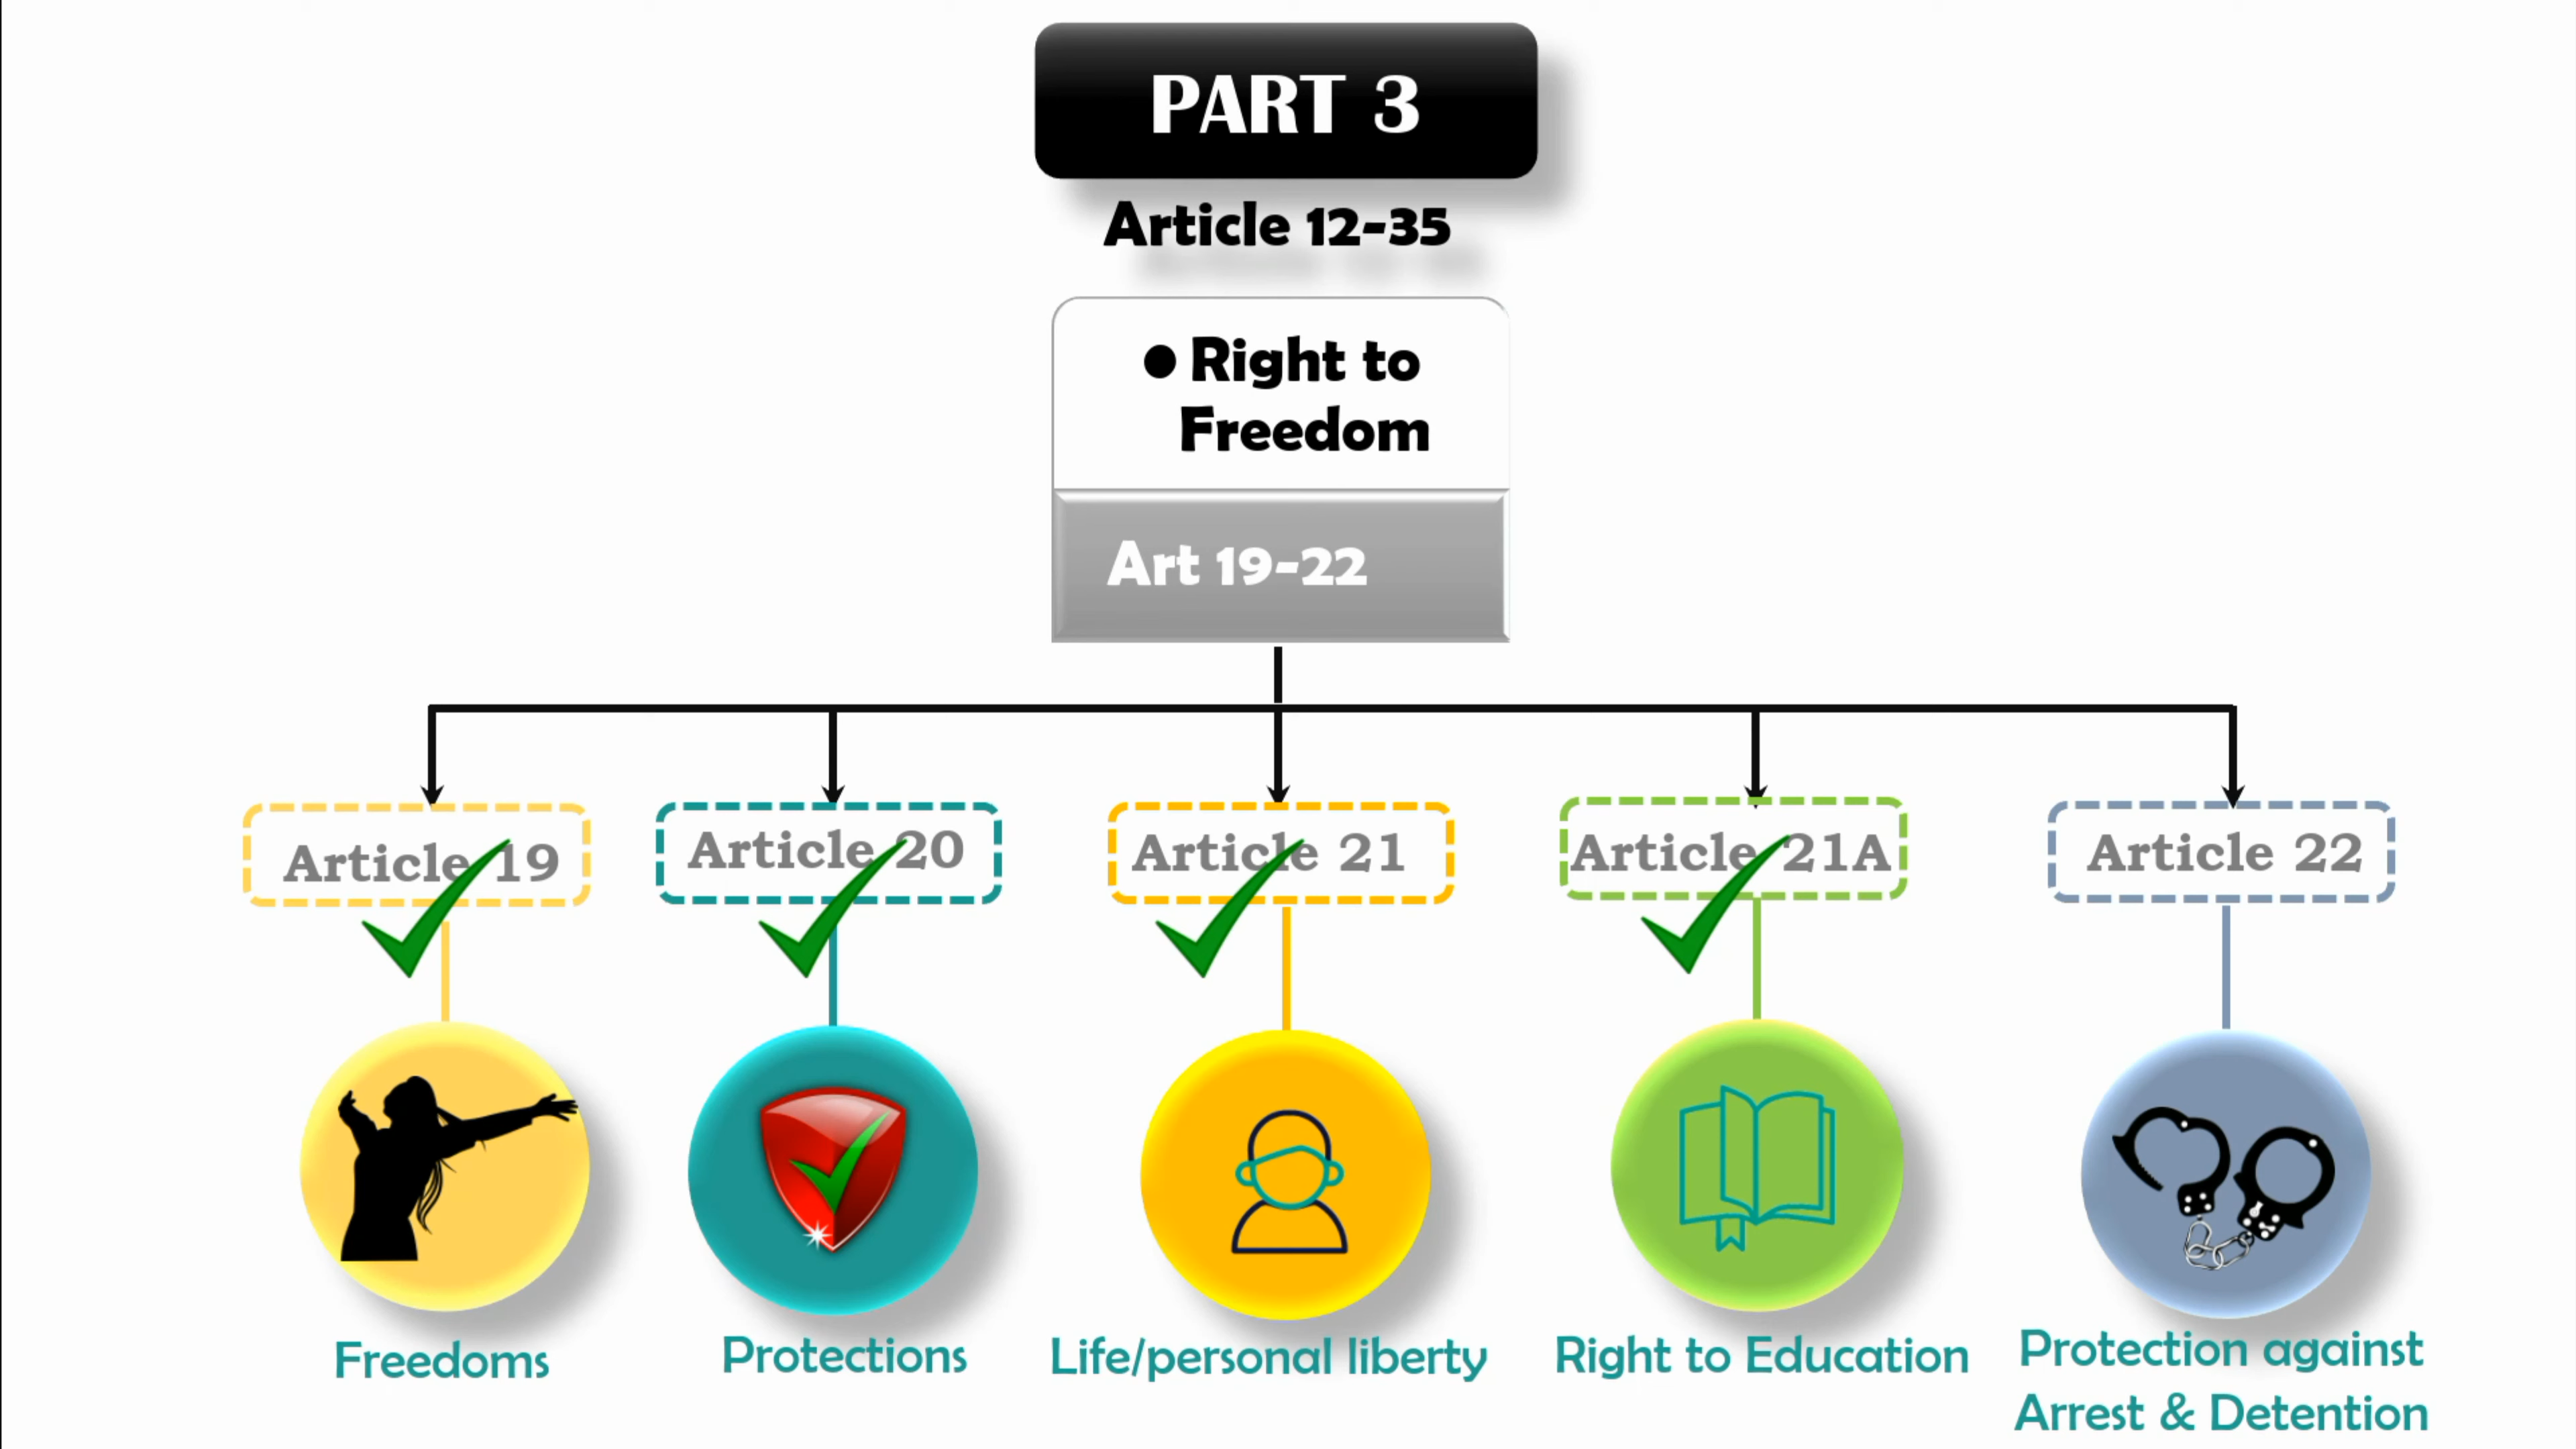 PART 3
Article 12-35
• Right to
Freedom
Art 19-22
Article 19
Article 20
Article 21
Article 21A
Article 22
Freedoms
Protections
Life/personal liberty
Right to Education
Protection against
Arrest & Detention